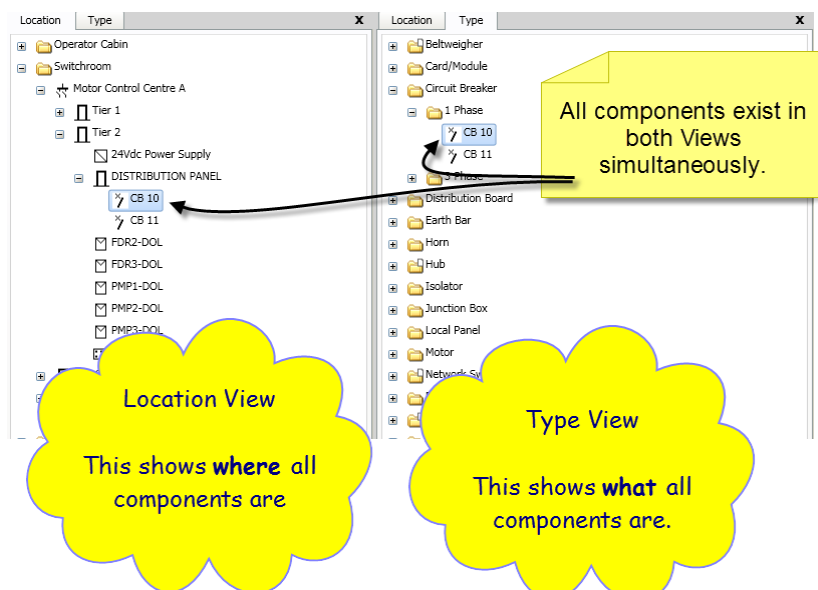 Location Type X
Operator Cabin
Switchroom
Motor Control Centre A
Tier 1
Tier 2
24Vdc Power Supply
DISTRIBUTION PANEL
CB 10
CB 11
FDR2-DOL
FDR3-DOL
PMP1-DOL
PMP2-DOL
PMP3-DOL
Location View
This shows where all
components are
Location Type X
Beltweigher
Card/Module
Circuit Breaker
1 Phase
CB 10
CB 11
3 Phase
Distribution Board
Earth Bar
Horn
Hub
Isolator
Junction Box
Local Panel
Motor
All components exist in
both Views
simultaneously.
Type View
This shows what all
components are.